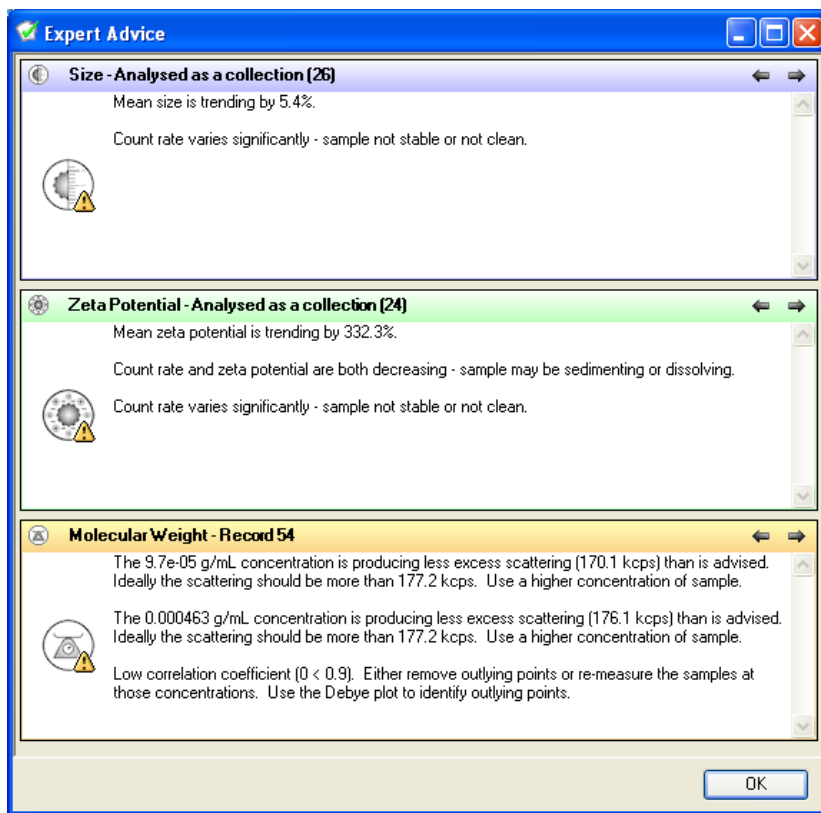 Expert Advice
Size - Analysed as a collection (26)
Mean size is trending by 5.4%.
Count rate varies significantly - sample not stable or not clean.
Zeta Potential - Analysed as a collection (24)
Mean zeta potential is trending by 332.3%.
Count rate and zeta potential are both decreasing - sample may be sedimenting or dissolving.
Count rate varies significantly - sample not stable or not clean.
Molecular Weight - Record 54
The 9.7e-05 g/mL concentration is producing less excess scattering (170.1 kcps) than is advised.
Ideally the scattering should be more than 177.2 kcps.  Use a higher concentration of sample.
The 0.000463 g/mL concentration is producing less excess scattering (176.1 kcps) than is advised.
Ideally the scattering should be more than 177.2 kcps.  Use a higher concentration of sample.
Low correlation coefficient (0 < 0.9).  Either remove outlying points or re-measure the samples at
those concentrations.  Use the Debye plot to identify outlying points.
OK